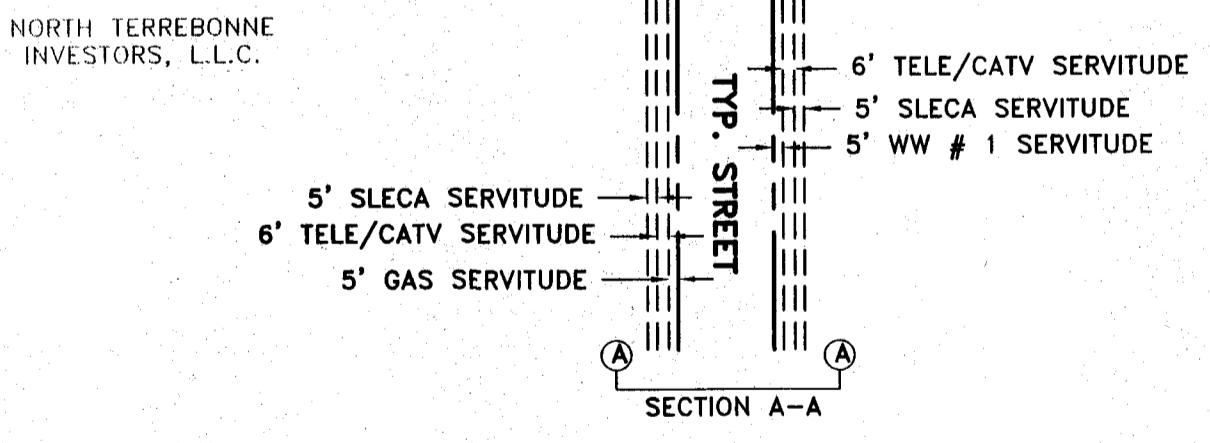 NORTH TERREBONNE
INVESTORS, L.L.C.
6' TELE/CATV SERVITUDE
5' SLECA SERVITUDE
5' WW # 1 SERVITUDE
TYP. STREET
5' SLECA SERVITUDE
6' TELE/CATV SERVITUDE
5' GAS SERVITUDE
A
A
SECTION A-A